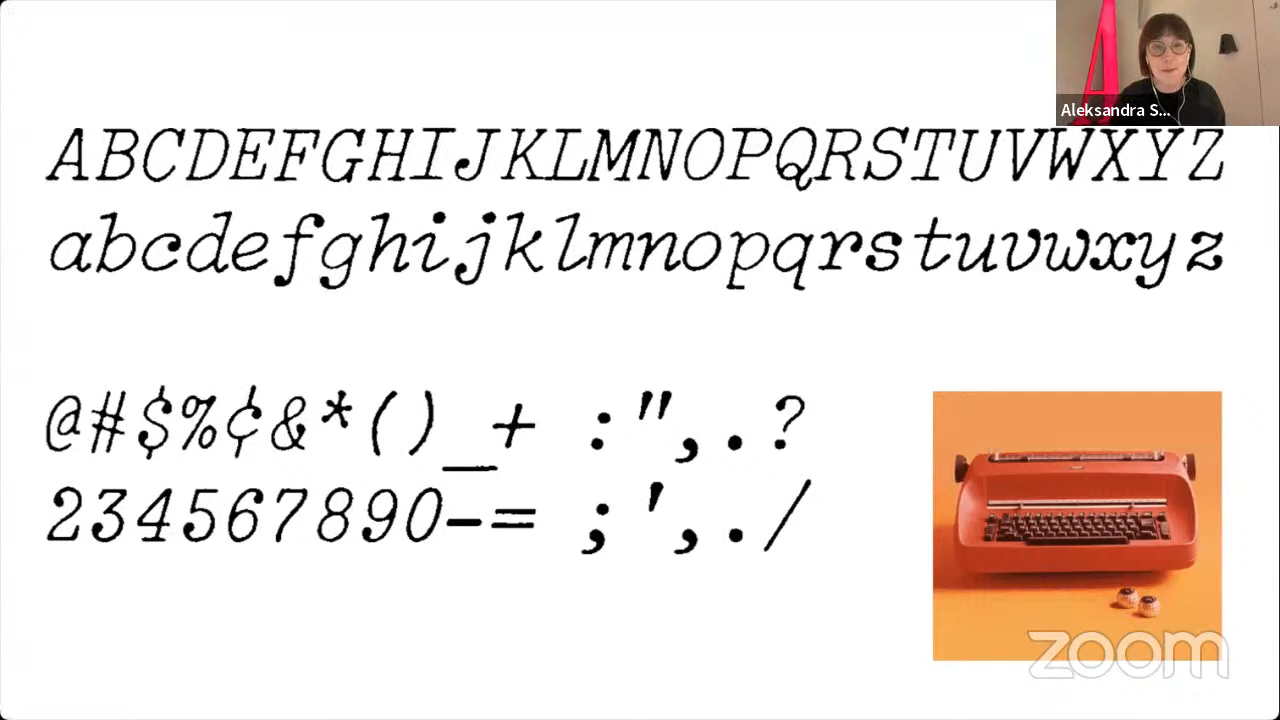 Aleksandra S...
ABCDEFGHIJKLMNOPQRSTUVWXYZ
abcdefghijklmnopqrstuvwxyz
@#$%¢&*()_+ :",.?
234567890-= ;',./
zoom